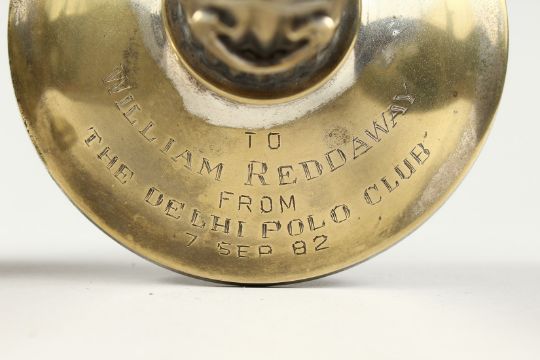 TO
WILLIAM REDDAWAY
FROM
THE DELHI POLO CLUB
7 SEP 82